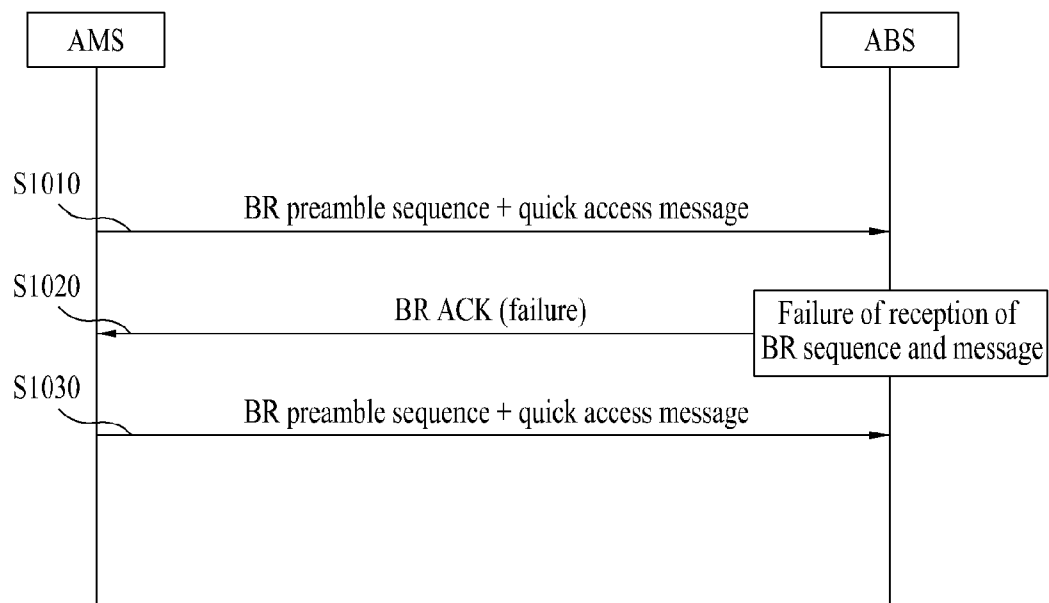 AMS
ABS
S1010
BR preamble sequence + quick access message
S1020
BR ACK (failure)
Failure of reception of
BR sequence and message
S1030
BR preamble sequence + quick access message